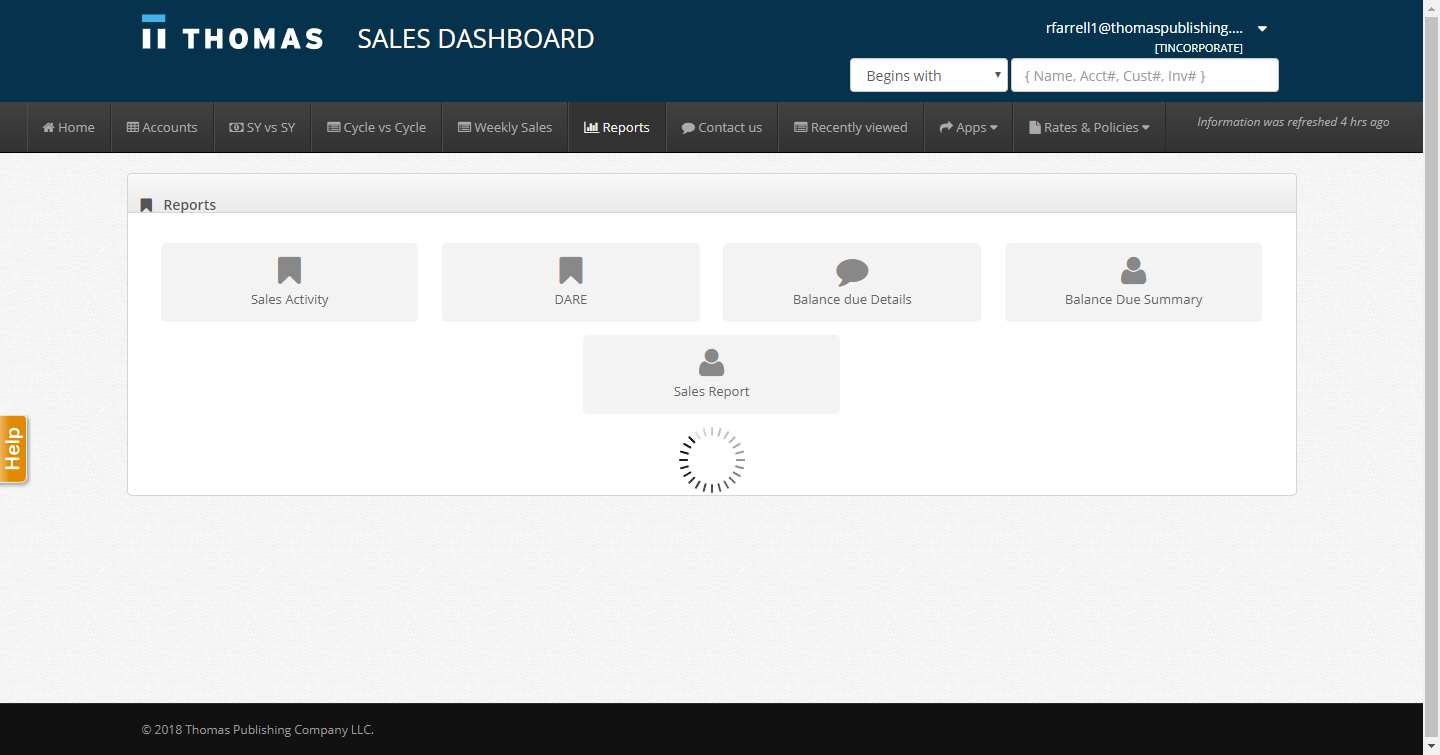 THOMAS SALES DASHBOARD
rfarrell1@thomaspublishing....
[TINCORPORATE]
Begins with
{ Name, Acct#, Cust#, Inv# }
Home Accounts SY vs SY Cycle vs Cycle Weekly Sales Reports Contact us Recently viewed Apps Rates & Policies Information was refreshed 4 hrs ago
Reports
Sales Activity DARE Balance due Details Balance Due Summary
Sales Report
Help
© 2018 Thomas Publishing Company LLC.